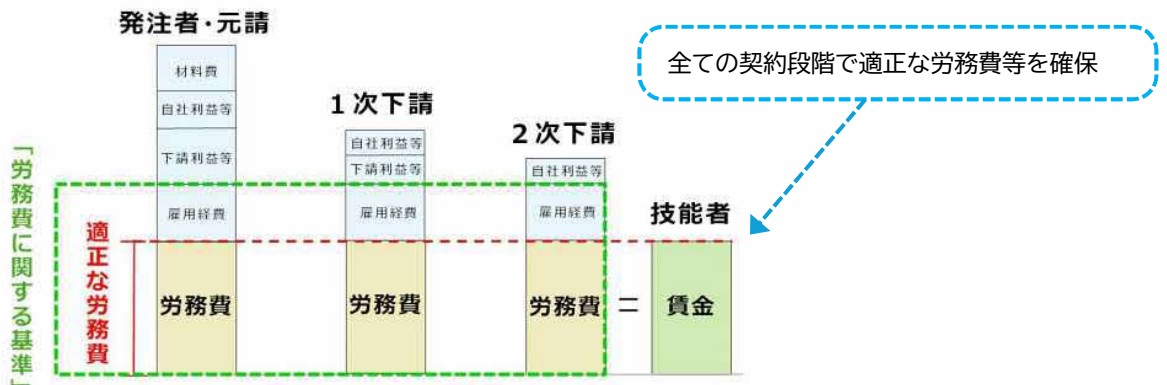 発注者・元請
材料費
自社利益等
下請利益等
雇用経費
労務費
1次下請
自社利益等
下請利益等
雇用経費
労務費
2次下請
自社利益等
雇用経費
労務費
＝
技能者
賃金
全ての契約段階で適正な労務費等を確保
「労務費に関する基準」
適正な労務費